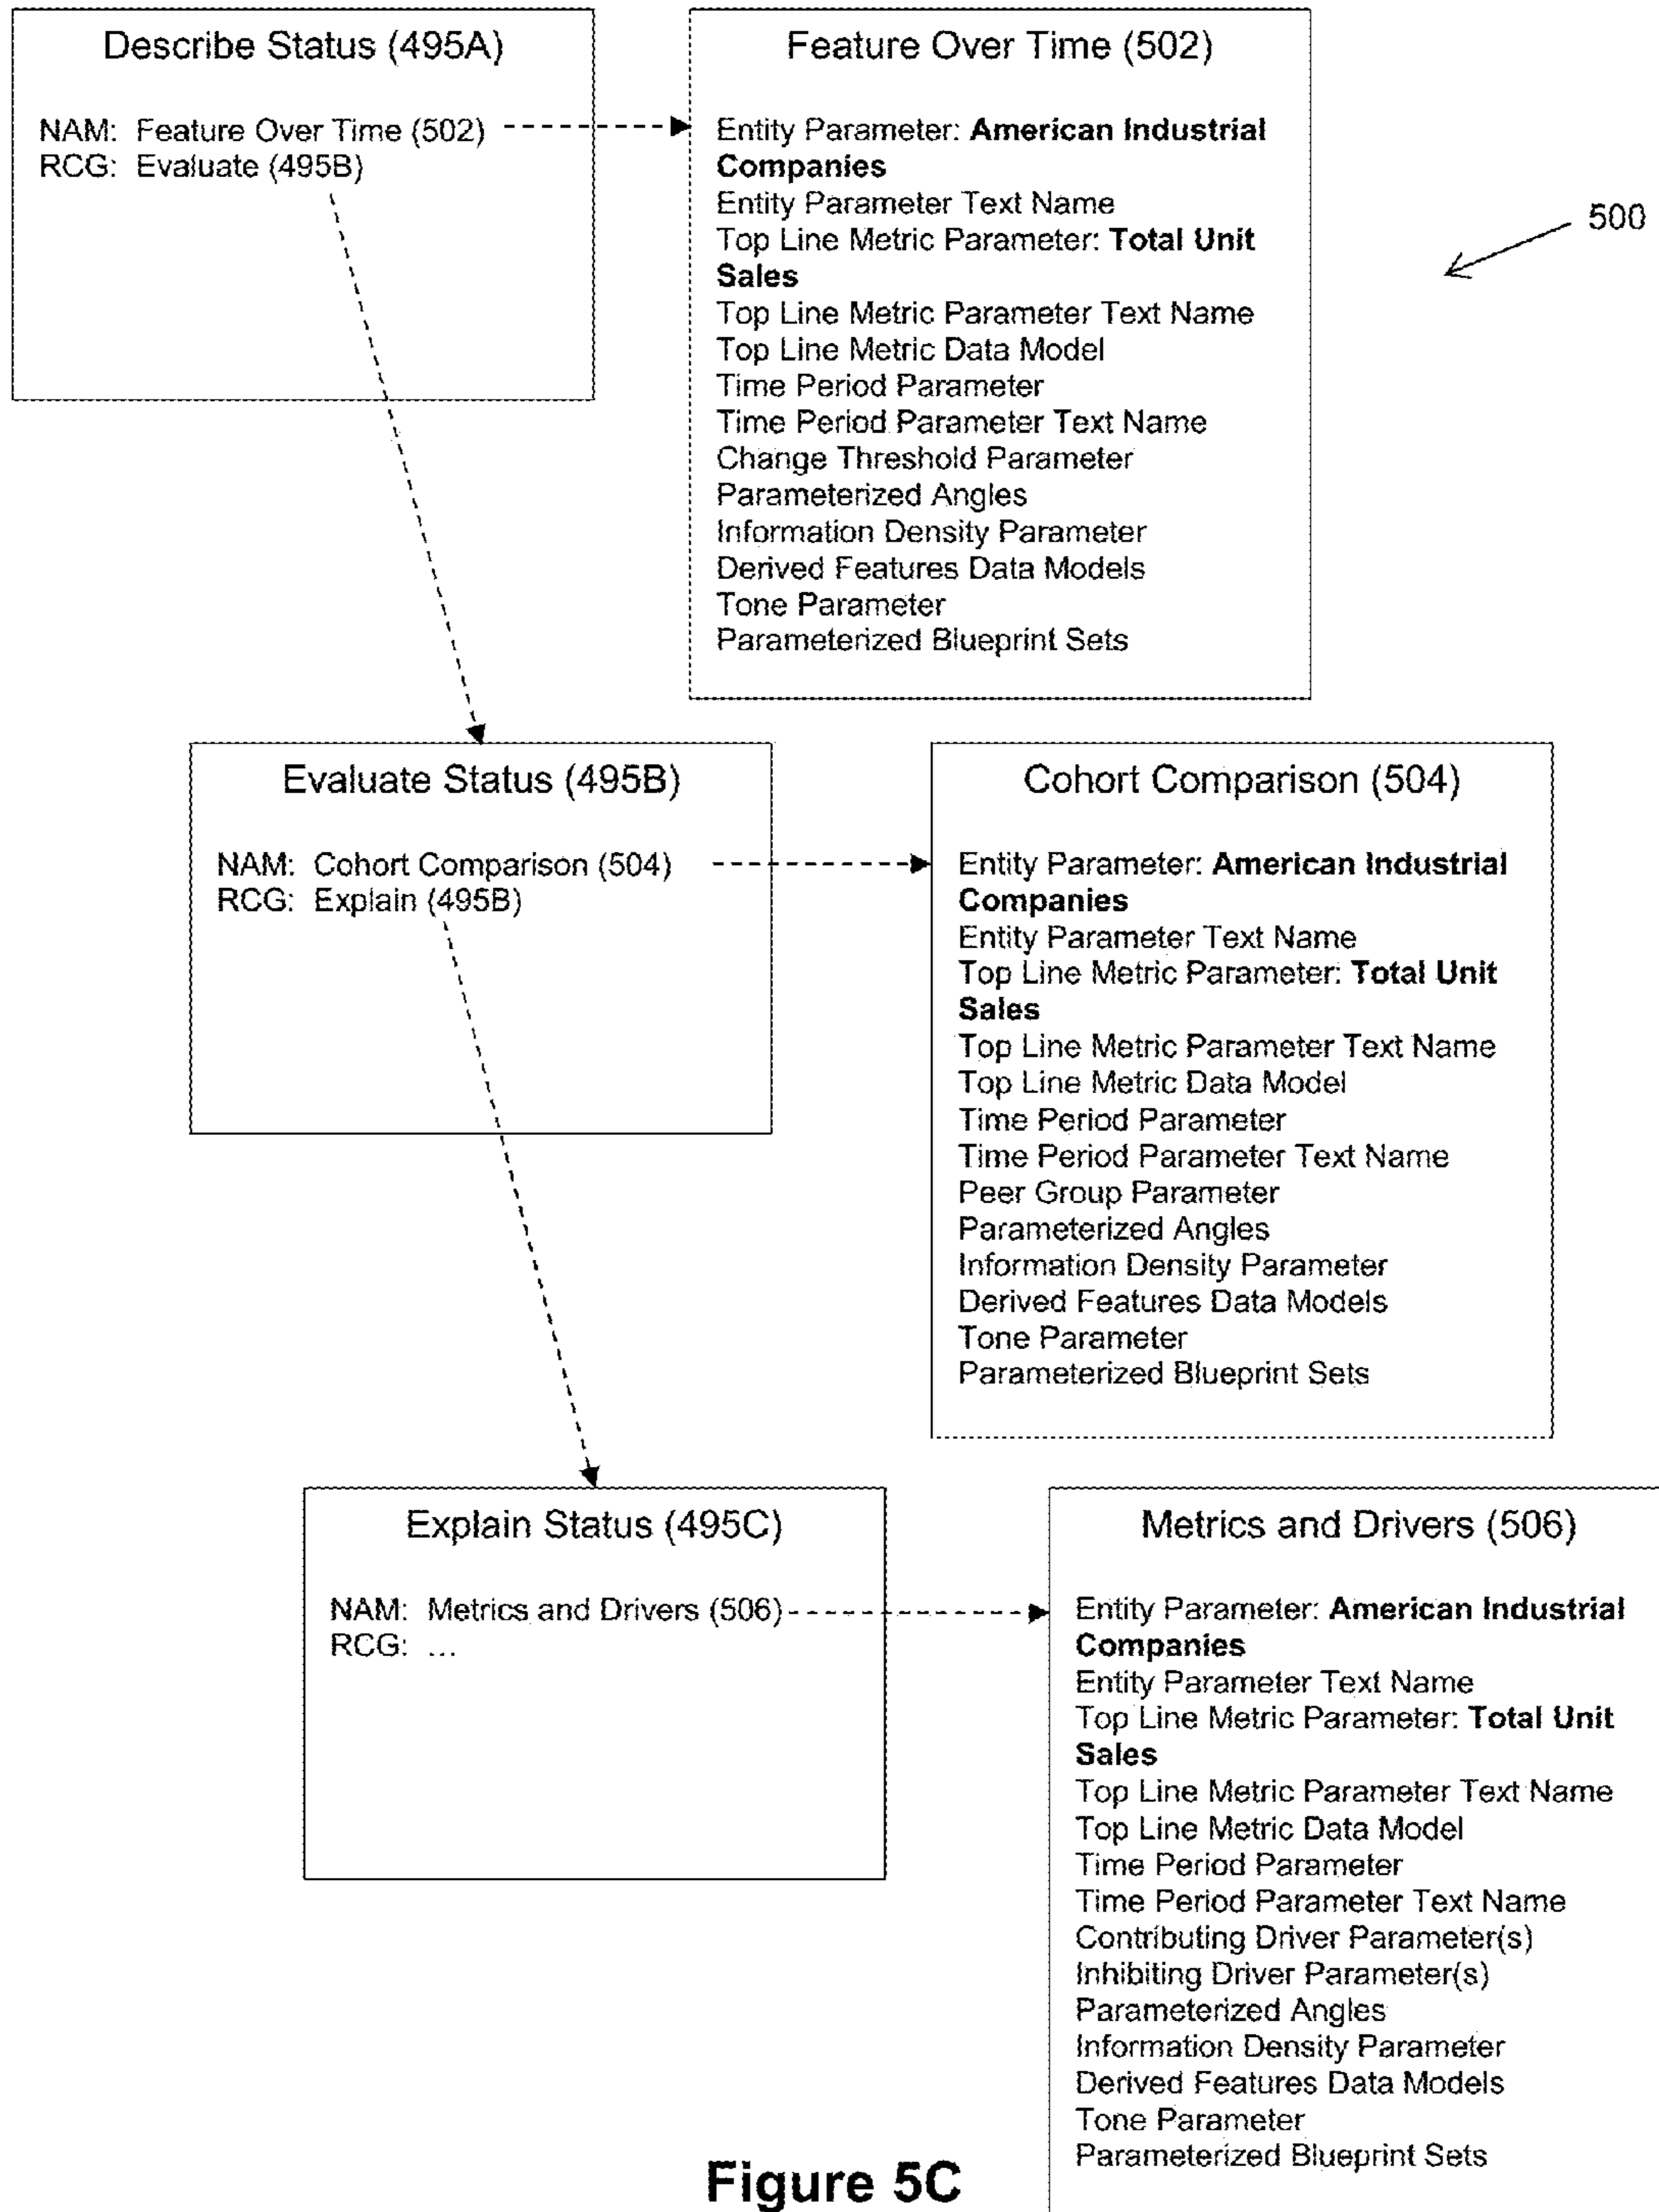 Describe Status (495A)
NAM: Feature Over Time (502)
RCG: Evaluate (495B)
Feature Over Time (502)
Entity Parameter: American Industrial
Companies
Entity Parameter Text Name
Top Line Metric Parameter: Total Unit
Sales
Top Line Metric Parameter Text Name
Top Line Metric Data Model
Time Period Parameter
Time Period Parameter Text Name
Change Threshold Parameter
Parameterized Angles
Information Density Parameter
Derived Features Data Models
Tone Parameter
Parameterized Blueprint Sets
500
Evaluate Status (495B)
NAM: Cohort Comparison (504)
RCG: Explain (495B)
Cohort Comparison (504)
Entity Parameter: American Industrial
Companies
Entity Parameter Text Name
Top Line Metric Parameter: Total Unit
Sales
Top Line Metric Parameter Text Name
Top Line Metric Data Model
Time Period Parameter
Time Period Parameter Text Name
Peer Group Parameter
Parameterized Angles
Information Density Parameter
Derived Features Data Models
Tone Parameter
Parameterized Blueprint Sets
Explain Status (495C)
NAM: Metrics and Drivers (506)
RCG: ...
Metrics and Drivers (506)
Entity Parameter: American Industrial
Companies
Entity Parameter Text Name
Top Line Metric Parameter: Total Unit
Sales
Top Line Metric Parameter Text Name
Top Line Metric Data Model
Time Period Parameter
Time Period Parameter Text Name
Contributing Driver Parameter(s)
Inhibiting Driver Parameter(s)
Parameterized Angles
Information Density Parameter
Derived Features Data Models
Tone Parameter
Parameterized Blueprint Sets
Figure 5C